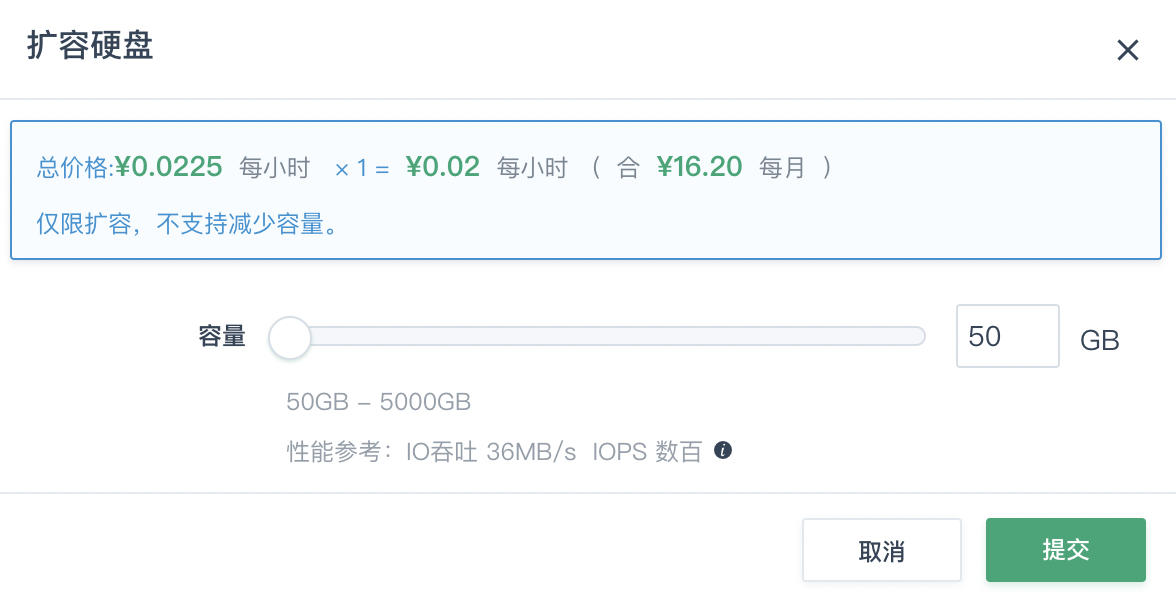 扩容硬盘
总价格:¥0.0225 每小时 × 1 = ¥0.02 每小时 ( 合 ¥16.20 每月 )
仅限扩容，不支持减少容量。
容量 50 GB
50GB – 5000GB
性能参考：IO吞吐 36MB/s IOPS 数百
取消 提交